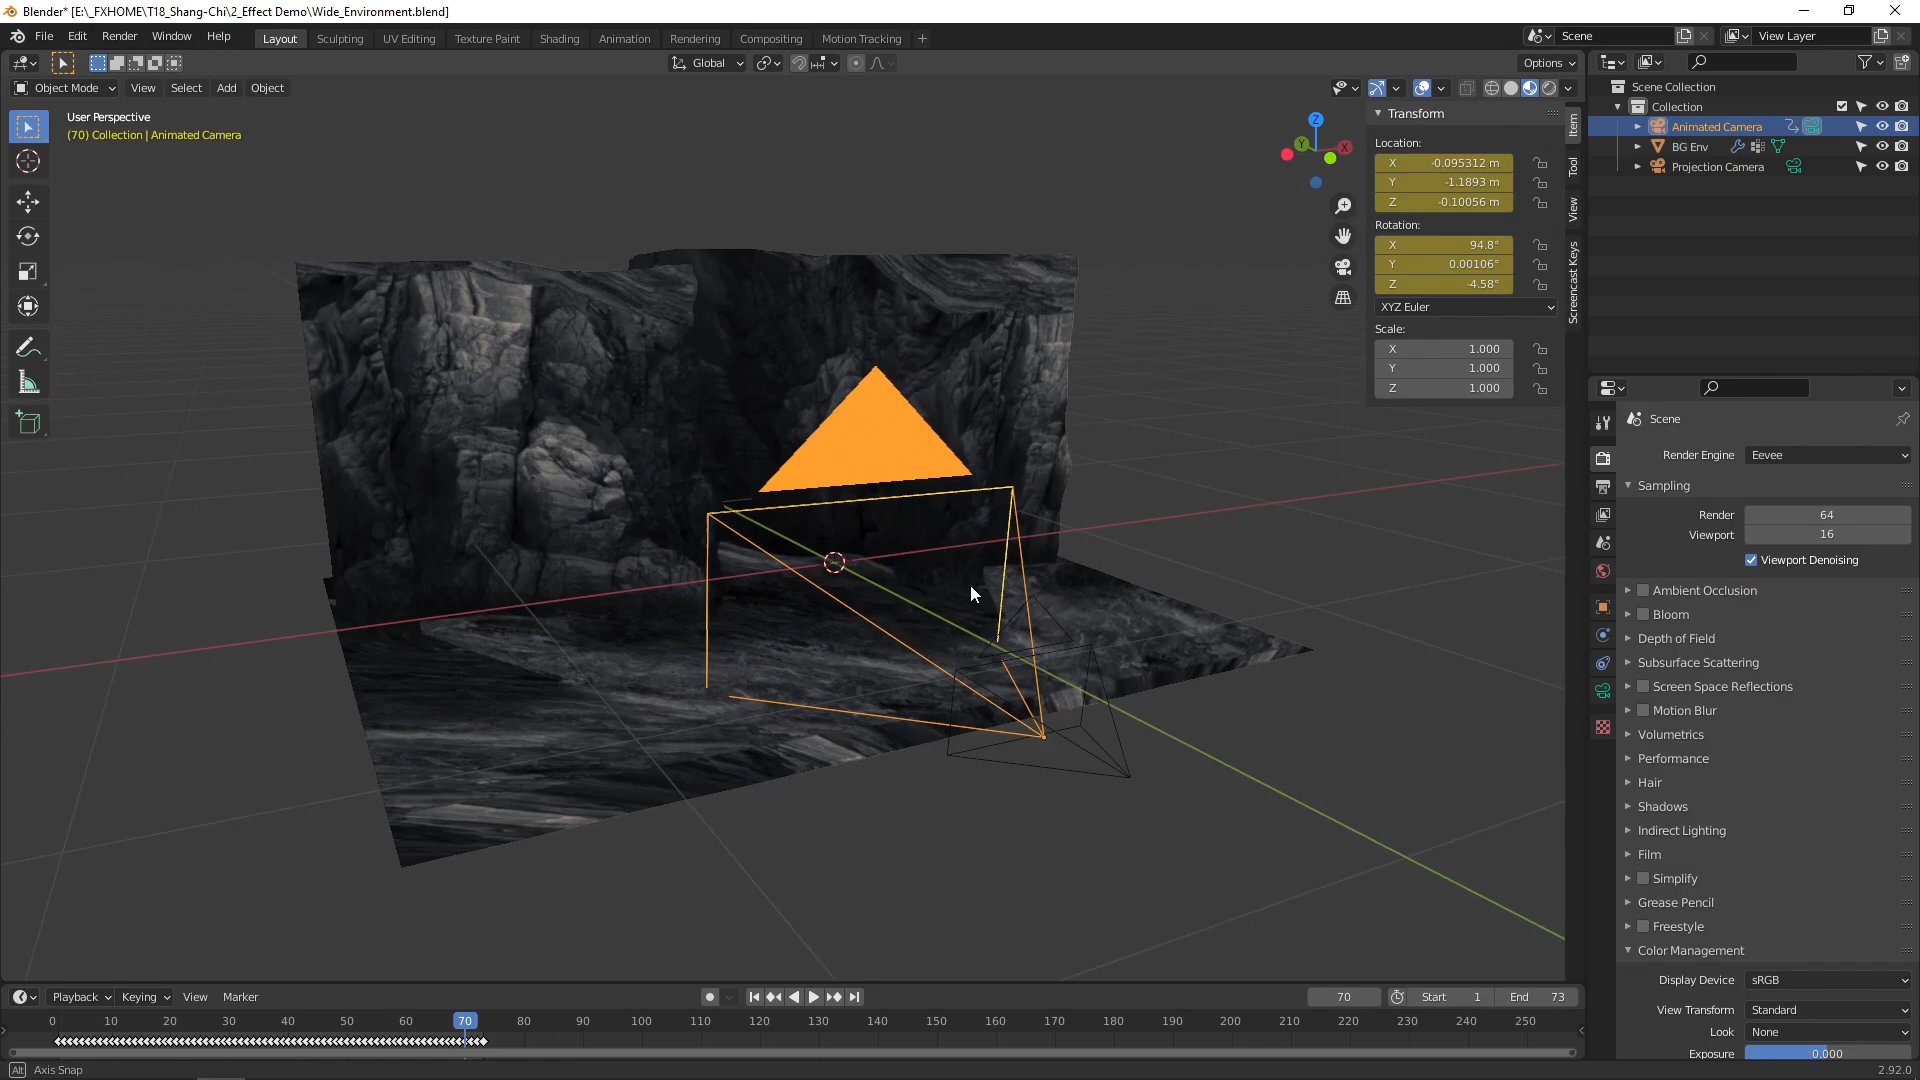 Blender* [E:\_FXHOME\T18_Shang-Chi\2_Effect Demo\Wide_Environment.blend]
File Edit Render Window Help Layout Sculpting UV Editing Texture Paint Shading Animation Rendering Compositing Motion Tracking + Scene View Layer
Global Options
Object Mode View Select Add Object
User Perspective
(70) Collection | Animated Camera
Z
Y
X
Transform
Location:
X -0.095312 m
Y -1.1893 m
Z -0.10056 m
Rotation:
X 94.8°
Y 0.00106°
Z -4.58°
XYZ Euler
Scale:
X 1.000
Y 1.000
Z 1.000
Item
Tool
View
Screencast Keys
Scene Collection
Collection
Animated Camera
BG Env
Projection Camera
Scene
Render Engine Eevee
Sampling
Render 64
Viewport 16
Viewport Denoising
Ambient Occlusion
Bloom
Depth of Field
Subsurface Scattering
Screen Space Reflections
Motion Blur
Volumetrics
Performance
Hair
Shadows
Indirect Lighting
Film
Simplify
Grease Pencil
Freestyle
Color Management
Display Device sRGB
View Transform Standard
Look None
Exposure 0.000
Playback Keying View Marker 70 Start 1 End 73
0 10 20 30 40 50 60 70 80 90 100 110 120 130 140 150 160 170 180 190 200 210 220 230 240 250
Alt Axis Snap 2.92.0